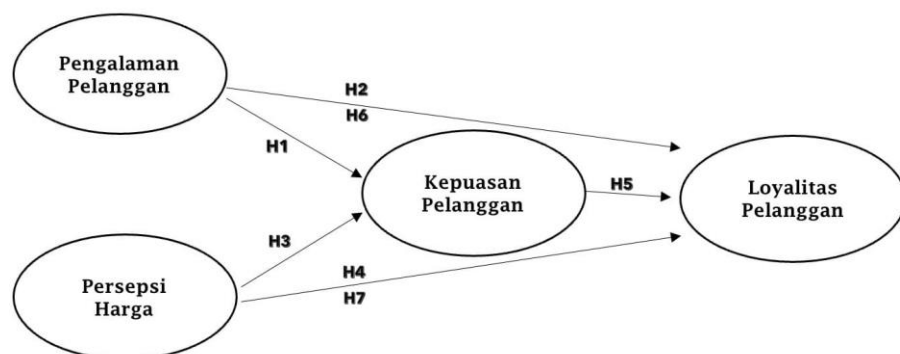 Pengalaman
Pelanggan
H2
H6
H1
Kepuasan
Pelanggan
H5
Loyalitas
Pelanggan
H3
H4
H7
Persepsi
Harga